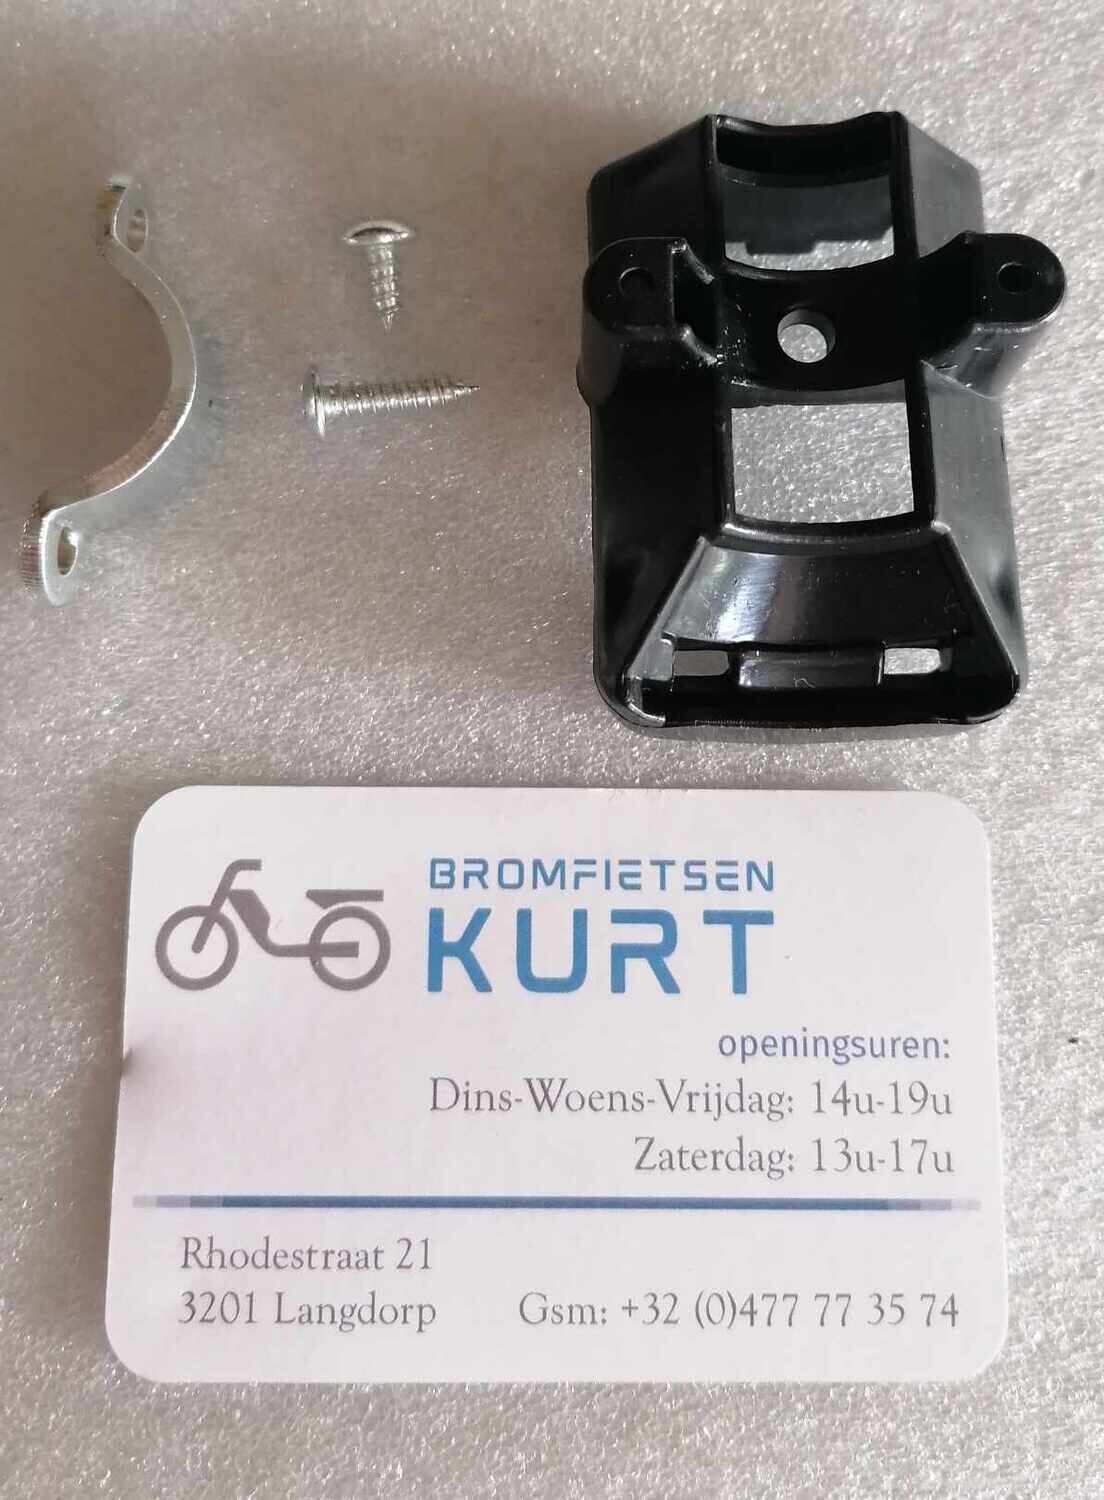 BROMFIETSEN
KURT
openingsuren:
Dins-Woens-Vrijdag: 14u-19u
Zaterdag: 13u-17u
Rhodestraat 21
3201 Langdorp
Gsm: +32 (0)477 77 35 74